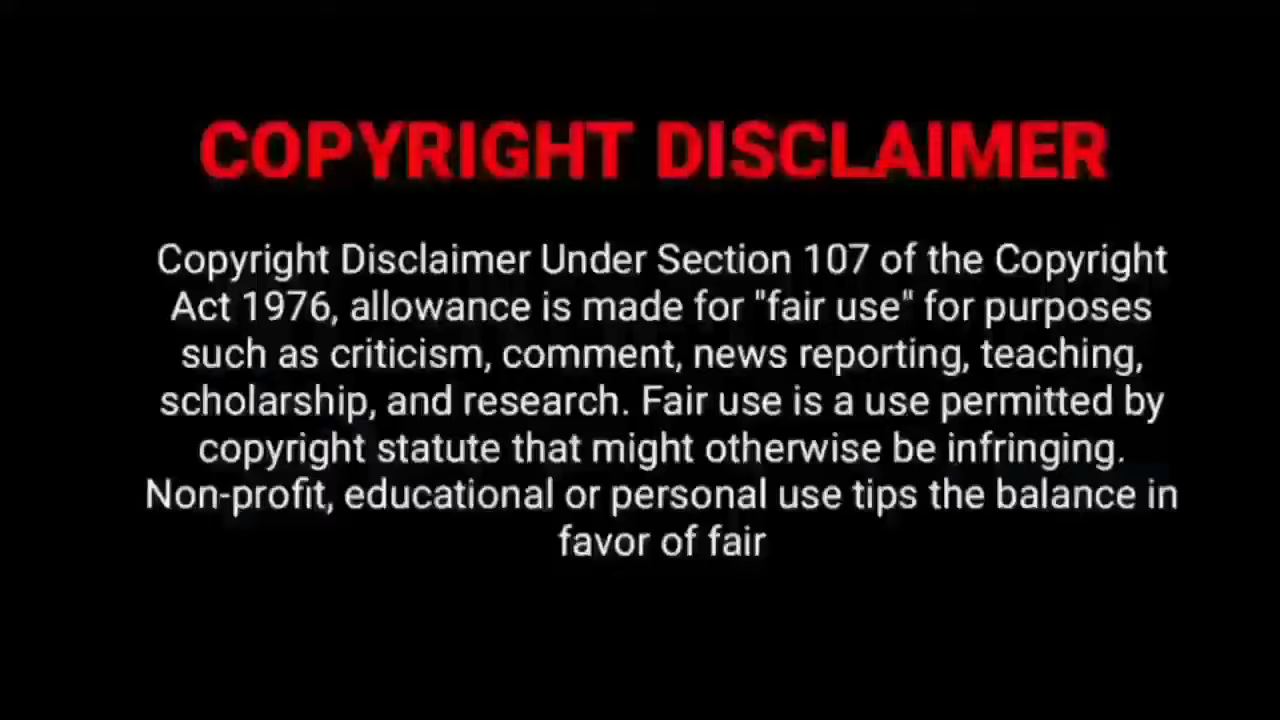 COPYRIGHT DISCLAIMER
Copyright Disclaimer Under Section 107 of the Copyright
Act 1976, allowance is made for "fair use" for purposes
such as criticism, comment, news reporting, teaching,
scholarship, and research. Fair use is a use permitted by
copyright statute that might otherwise be infringing.
Non-profit, educational or personal use tips the balance in
favor of fair